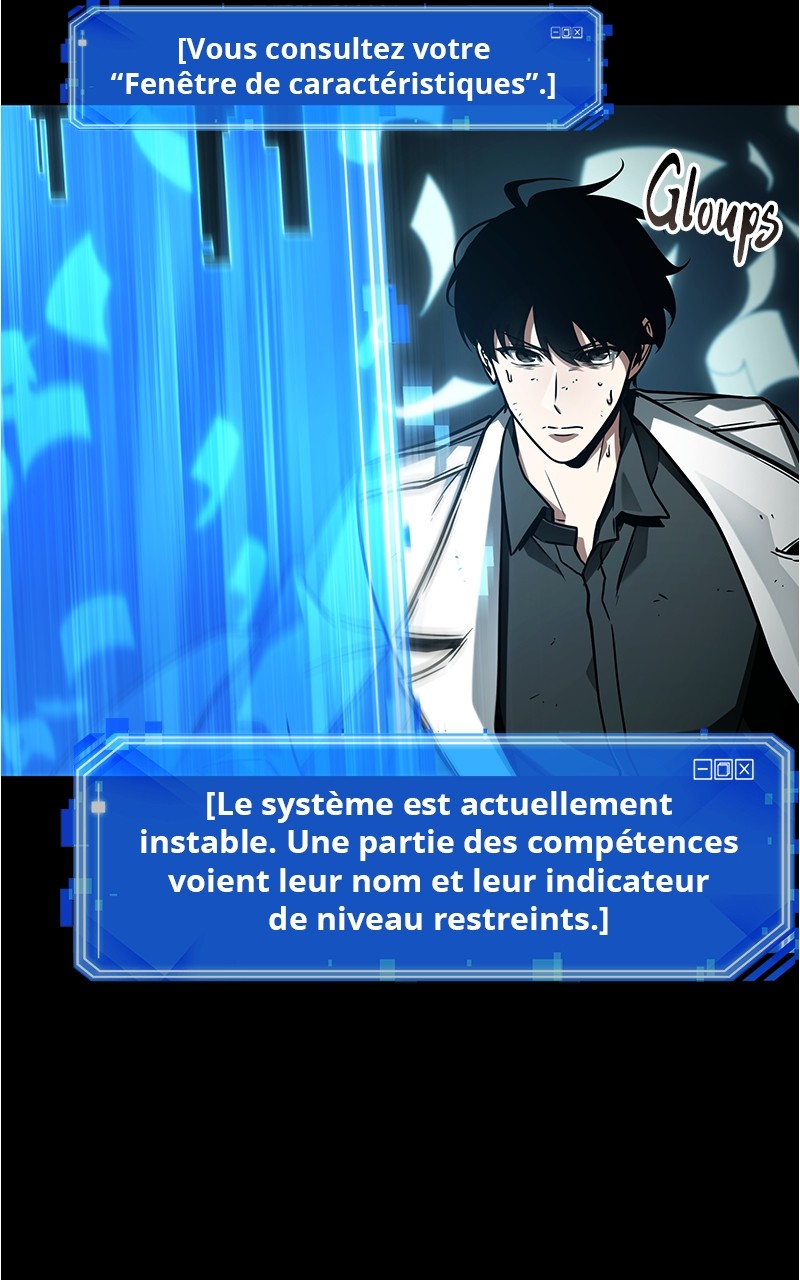 [Vous consultez votre
“Fenêtre de caractéristiques”.]
Gloups
[Le système est actuellement
instable. Une partie des compétences
voient leur nom et leur indicateur
de niveau restreints.]